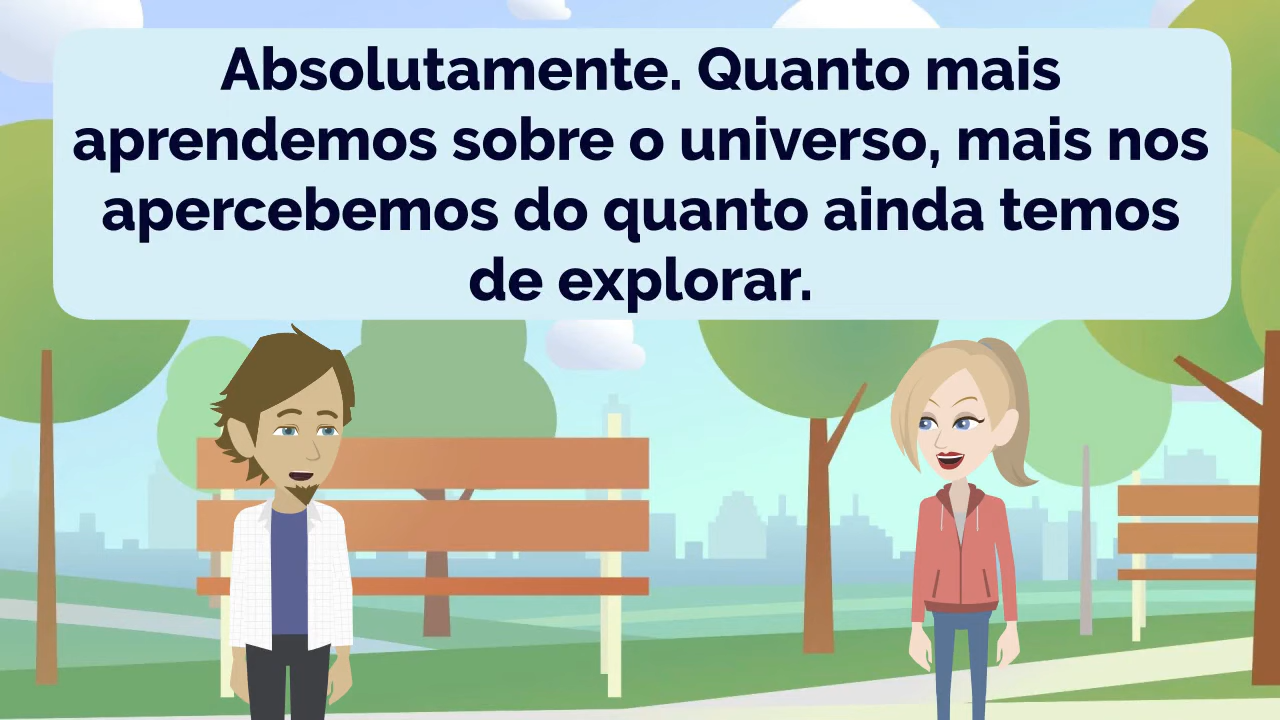 Absolutamente. Quanto mais
aprendemos sobre o universo, mais nos
apercebemos do quanto ainda temos
de explorar.